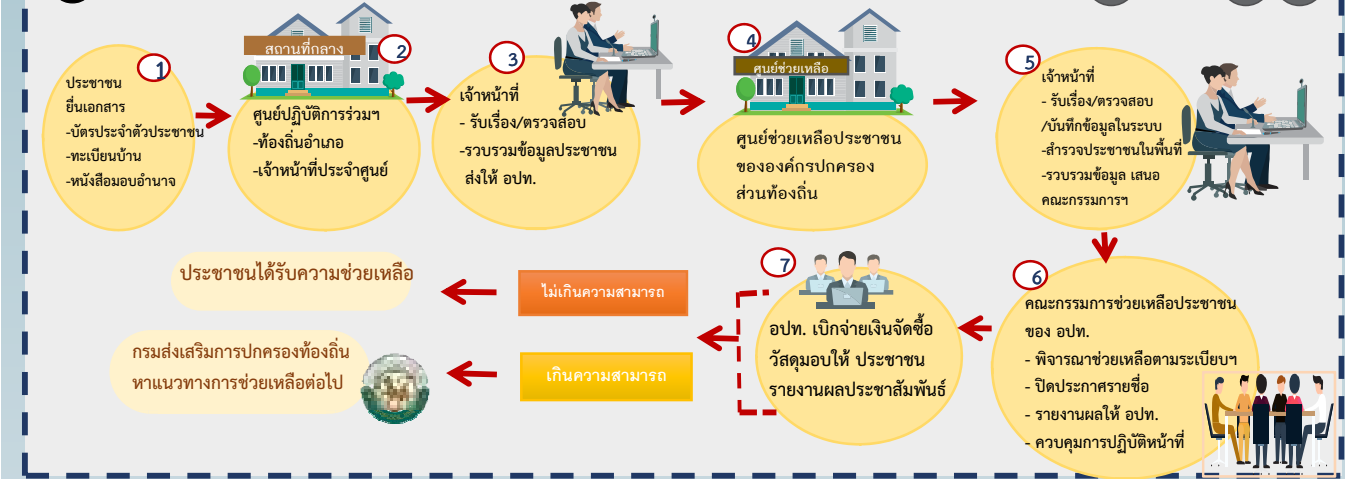 1
ประชาชน
ยื่นเอกสาร
-บัตรประจำตัวประชาชน
-ทะเบียนบ้าน
-หนังสือมอบอำนาจ
สถานที่กลาง
2
ศูนย์ปฏิบัติการร่วมฯ
-ท้องถิ่นอำเภอ
-เจ้าหน้าที่ประจำศูนย์
3
เจ้าหน้าที่
- รับเรื่อง/ตรวจสอบ
-รวบรวมข้อมูลประชาชน
ส่งให้ อปท.
4
ศูนย์ช่วยเหลือ
ศูนย์ช่วยเหลือประชาชน
ขององค์กรปกครอง
ส่วนท้องถิ่น
5
เจ้าหน้าที่
- รับเรื่อง/ตรวจสอบ
/บันทึกข้อมูลในระบบ
-สำรวจประชาชนในพื้นที่
-รวบรวมข้อมูล เสนอ
คณะกรรมการฯ
6
คณะกรรมการช่วยเหลือประชาชน
ของ อปท.
- พิจารณาช่วยเหลือตามระเบียบฯ
- ปิดประกาศรายชื่อ
- รายงานผลให้ อปท.
- ควบคุมการปฏิบัติหน้าที่
7
อปท. เบิกจ่ายเงินจัดซื้อ
วัสดุมอบให้ ประชาชน
รายงานผลประชาสัมพันธ์
ไม่เกินความสามารถ
ประชาชนได้รับความช่วยเหลือ
เกินความสามารถ
กรมส่งเสริมการปกครองท้องถิ่น
หาแนวทางการช่วยเหลือต่อไป